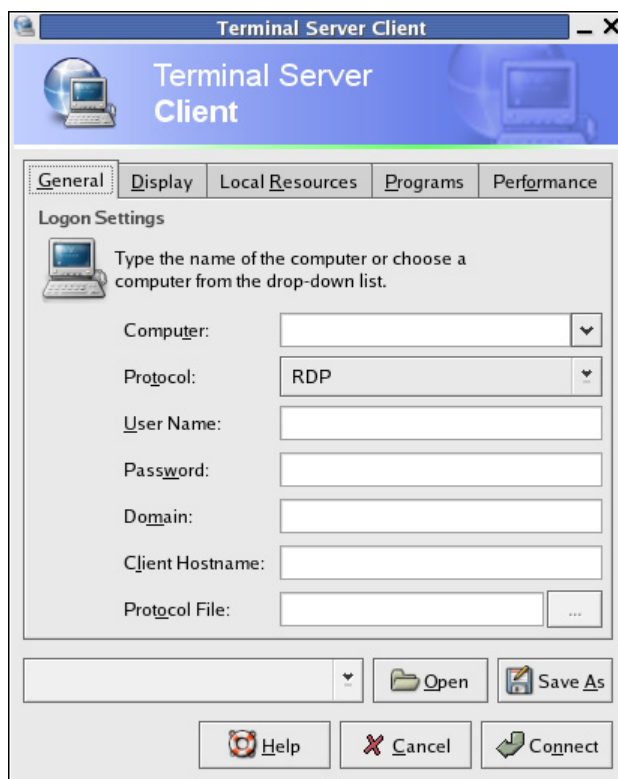 Terminal Server Client
Terminal Server
Client
General Display Local Resources Programs Performance
Logon Settings
Type the name of the computer or choose a
computer from the drop-down list.
Computer:
Protocol: RDP
User Name:
Password:
Domain:
Client Hostname:
Protocol File: ...
Open Save As
Help Cancel Connect